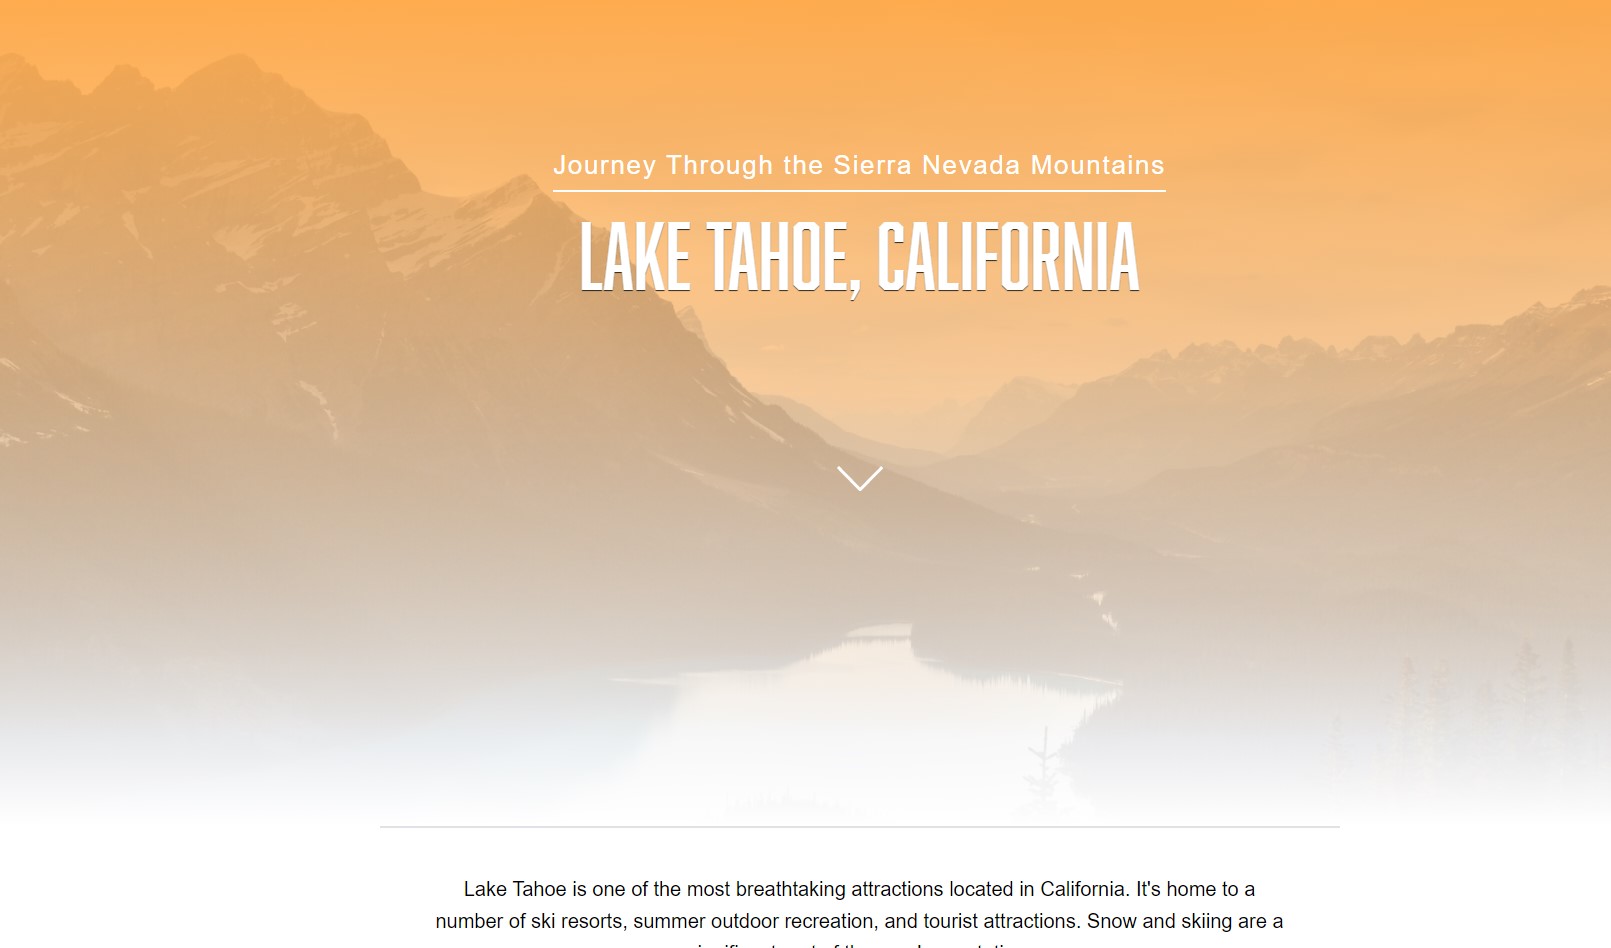 Journey Through the Sierra Nevada Mountains
LAKE TAHOE, CALIFORNIA
Lake Tahoe is one of the most breathtaking attractions located in California. It's home to a
number of ski resorts, summer outdoor recreation, and tourist attractions. Snow and skiing are a